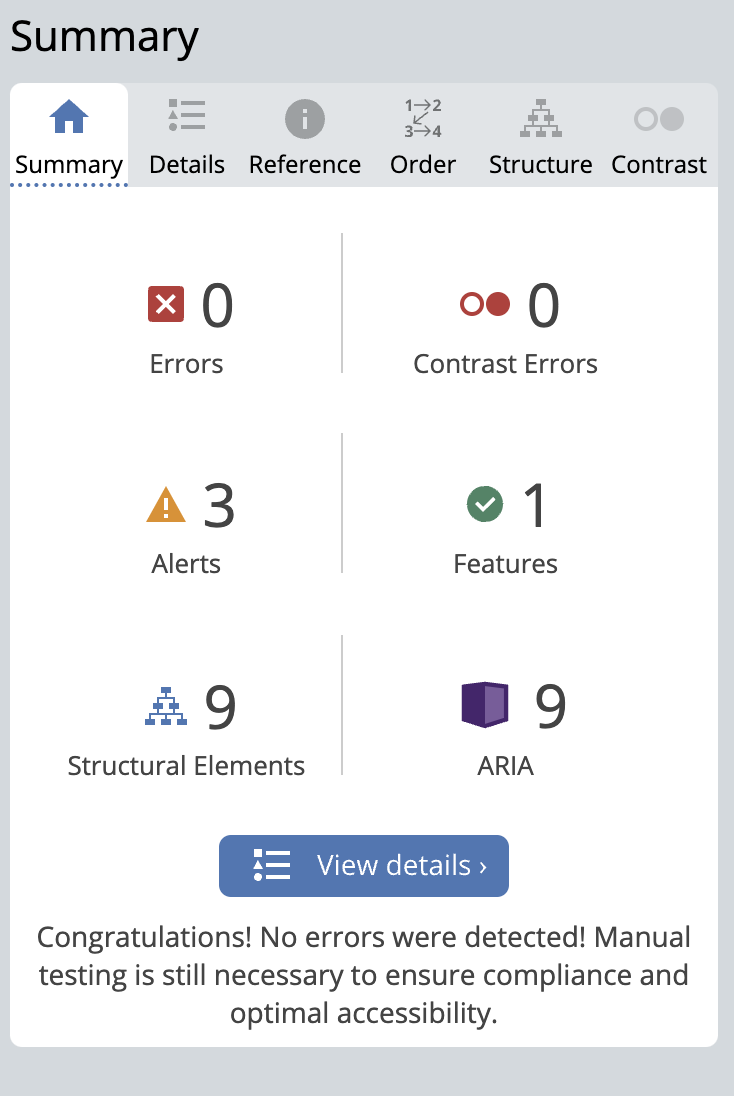 Summary
Summary
Details
Reference
1→2
3→4
Order
Structure
Contrast
0
Errors
0
Contrast Errors
3
Alerts
1
Features
9
Structural Elements
9
ARIA
View details ›
Congratulations! No errors were detected! Manual
testing is still necessary to ensure compliance and
optimal accessibility.